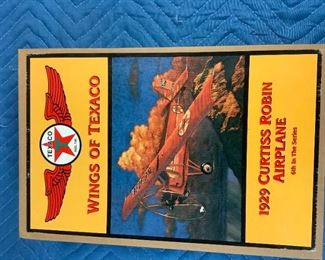 TEXACO
WINGS OF TEXACO
1929 CURTISS ROBIN
AIRPLANE
6th In The Series